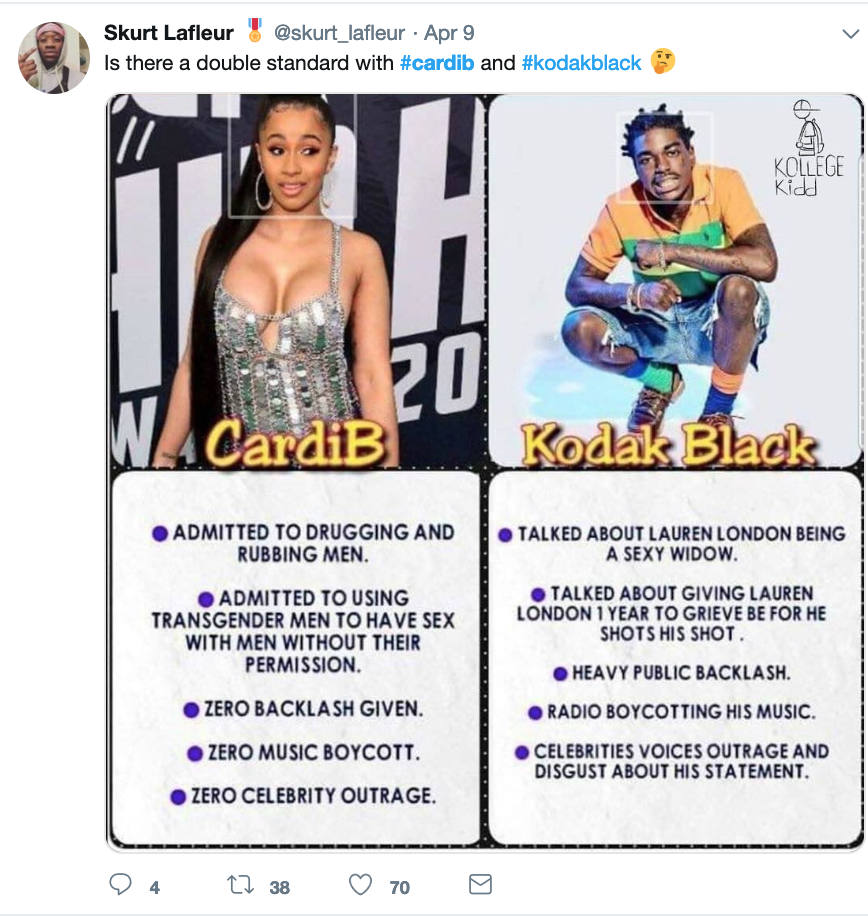 Skurt Lafleur 🎖 @skurt_lafleur · Apr 9
Is there a double standard with #cardib and #kodakblack 🤔
//
20
W
KOLLEGE
Kidd
CardiB
Kodak Black
● ADMITTED TO DRUGGING AND
RUBBING MEN.
● ADMITTED TO USING
TRANSGENDER MEN TO HAVE SEX
WITH MEN WITHOUT THEIR
PERMISSION.
● ZERO BACKLASH GIVEN.
● ZERO MUSIC BOYCOTT.
● ZERO CELEBRITY OUTRAGE.
● TALKED ABOUT LAUREN LONDON BEING
A SEXY WIDOW.
● TALKED ABOUT GIVING LAUREN
LONDON 1 YEAR TO GRIEVE BE FOR HE
SHOTS HIS SHOT.
● HEAVY PUBLIC BACKLASH.
● RADIO BOYCOTTING HIS MUSIC.
● CELEBRITIES VOICES OUTRAGE AND
DISGUST ABOUT HIS STATEMENT.
4 38 70